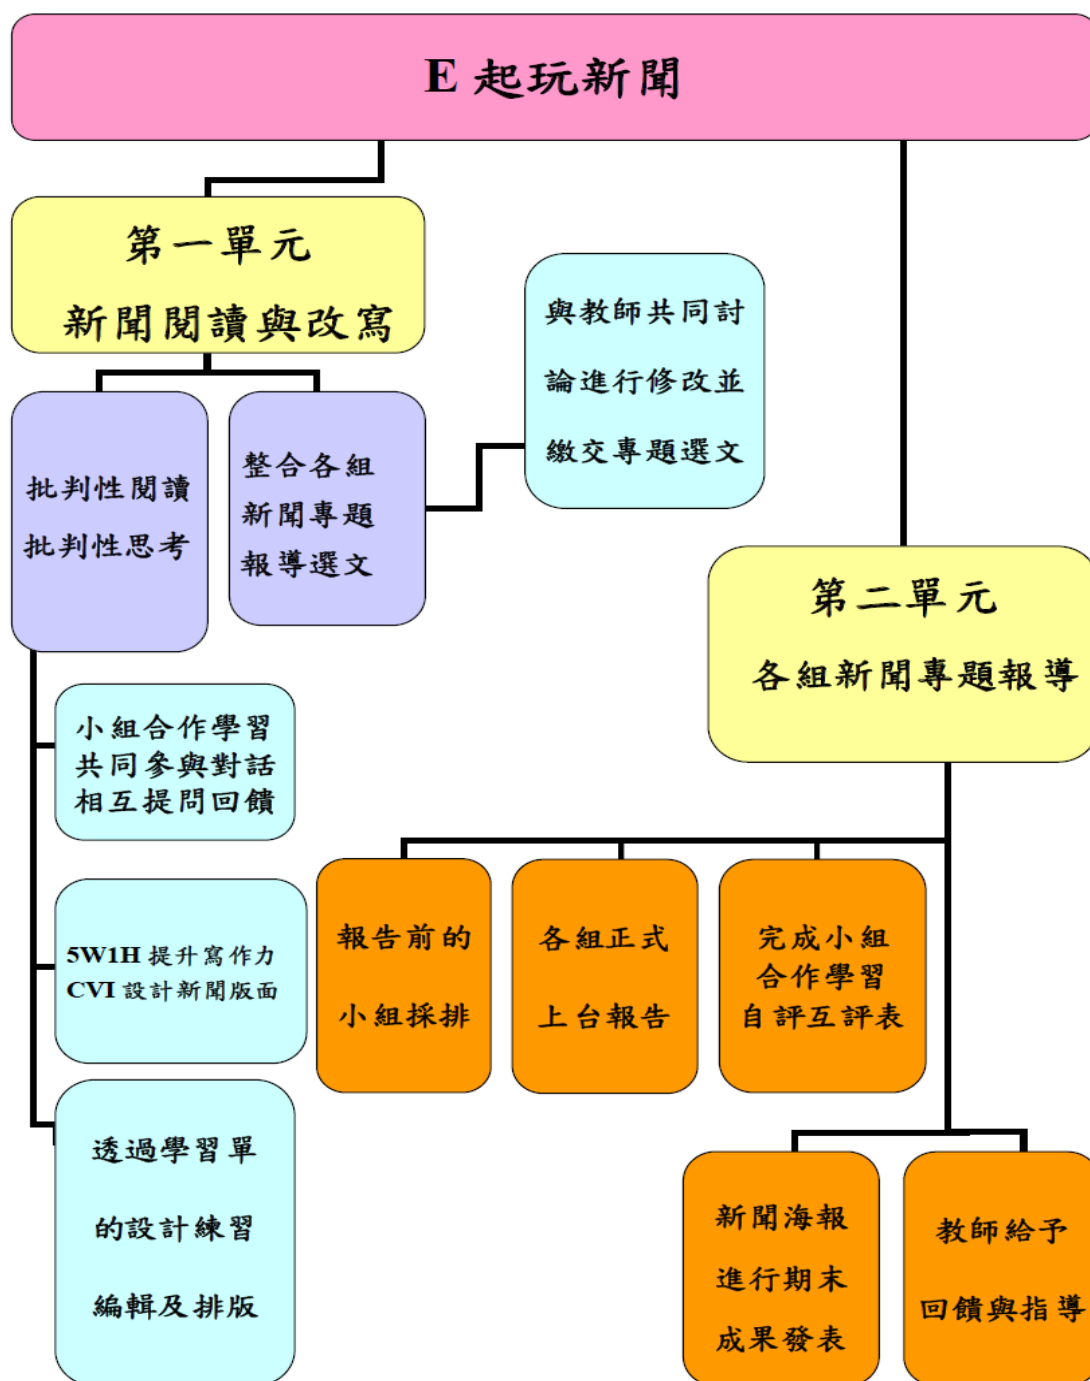 E 起玩新聞
第一單元
新聞閱讀與改寫
與教師共同討
論進行修改並
繳交專題選文
批判性閱讀
批判性思考
整合各組
新聞專題
報導選文
第二單元
各組新聞專題報導
小組合作學習
共同參與對話
相互提問回饋
5W1H 提升寫作力
CVI 設計新聞版面
透過學習單
的設計練習
編輯及排版
報告前的
小組採排
各組正式
上台報告
完成小組
合作學習
自評互評表
新聞海報
進行期末
成果發表
教師給予
回饋與指導